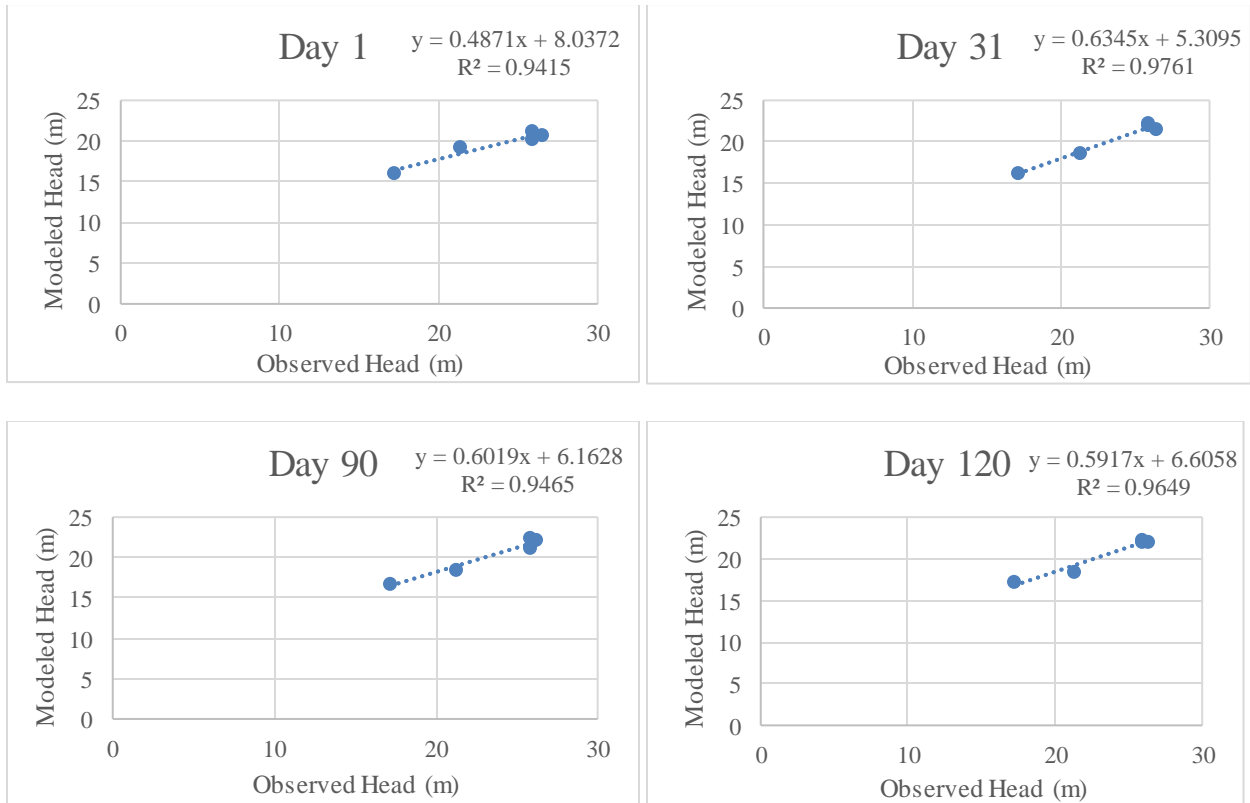 Day 1
y = 0.4871x + 8.0372
R² = 0.9415
Modeled Head (m)
25
20
15
10
5
0
0 10 20 30
Observed Head (m)
Day 31
y = 0.6345x + 5.3095
R² = 0.9761
Modeled Head (m)
25
20
15
10
5
0
0 10 20 30
Observed Head (m)
Day 90
y = 0.6019x + 6.1628
R² = 0.9465
Modeled Head (m)
25
20
15
10
5
0
0 10 20 30
Observed Head (m)
Day 120
y = 0.5917x + 6.6058
R² = 0.9649
Modeled Head (m)
25
20
15
10
5
0
0 10 20 30
Observed Head (m)